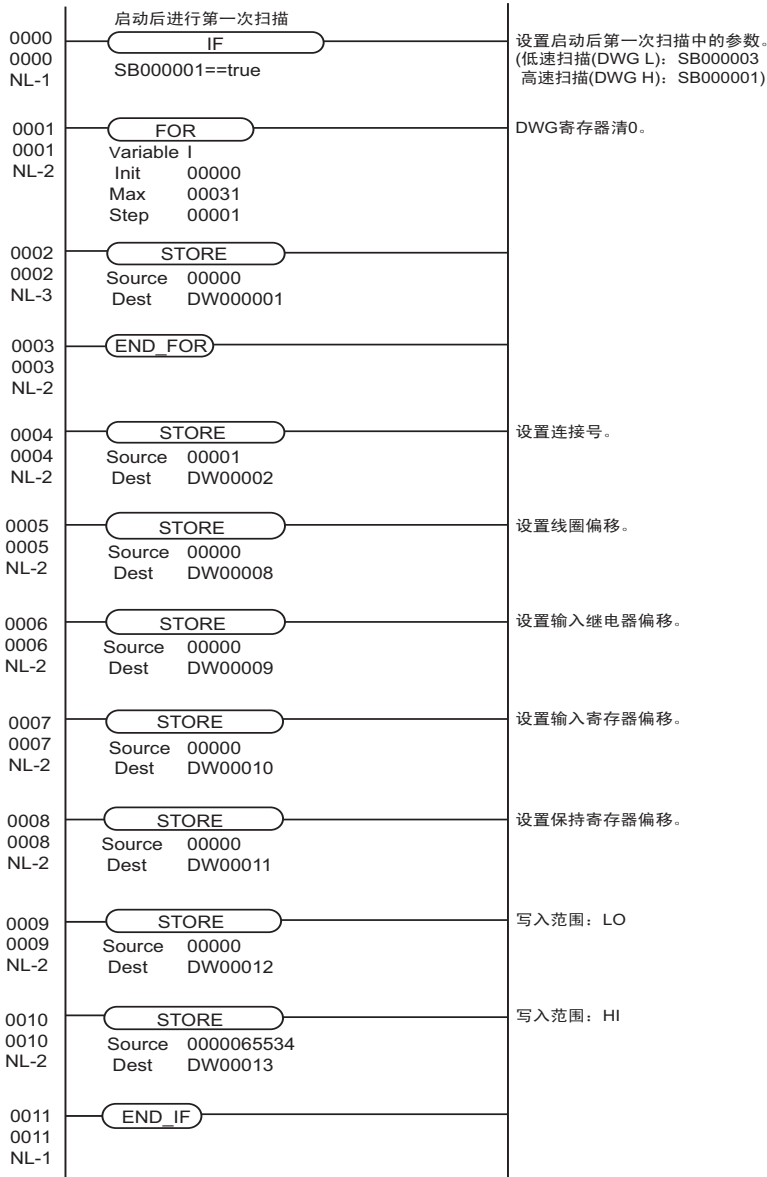 启动后进行第一次扫描
0000 IF 设置启动后第一次扫描中的参数。
0000 SB000001==true (低速扫描(DWG L)：SB000003
NL-1 高速扫描(DWG H)：SB000001)
0001 FOR DWG寄存器清0。
0001 Variable I
NL-2 Init 00000
Max 00031
Step 00001
0002 STORE
0002 Source 00000
NL-3 Dest DW000001
0003 END_FOR
0003
NL-2
0004 STORE 设置连接号。
0004 Source 00001
NL-2 Dest DW00002
0005 STORE 设置线圈偏移。
0005 Source 00000
NL-2 Dest DW00008
0006 STORE 设置输入继电器偏移。
0006 Source 00000
NL-2 Dest DW00009
0007 STORE 设置输入寄存器偏移。
0007 Source 00000
NL-2 Dest DW00010
0008 STORE 设置保持寄存器偏移。
0008 Source 00000
NL-2 Dest DW00011
0009 STORE 写入范围：LO
0009 Source 00000
NL-2 Dest DW00012
0010 STORE 写入范围：HI
0010 Source 0000065534
NL-2 Dest DW00013
0011 END_IF
0011
NL-1